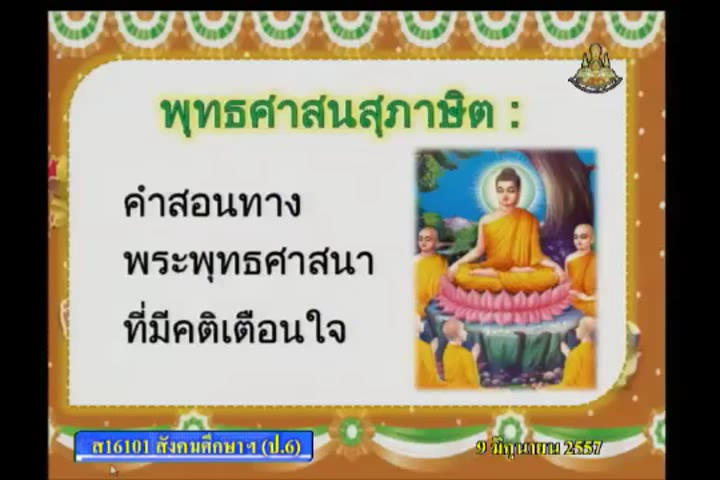 พุทธศาสนสุภาษิต :
คำสอนทาง
พระพุทธศาสนา
ที่มีคติเตือนใจ
ส16101 สังคมศึกษาฯ (ป.6)
9 มิถุนายน 2557